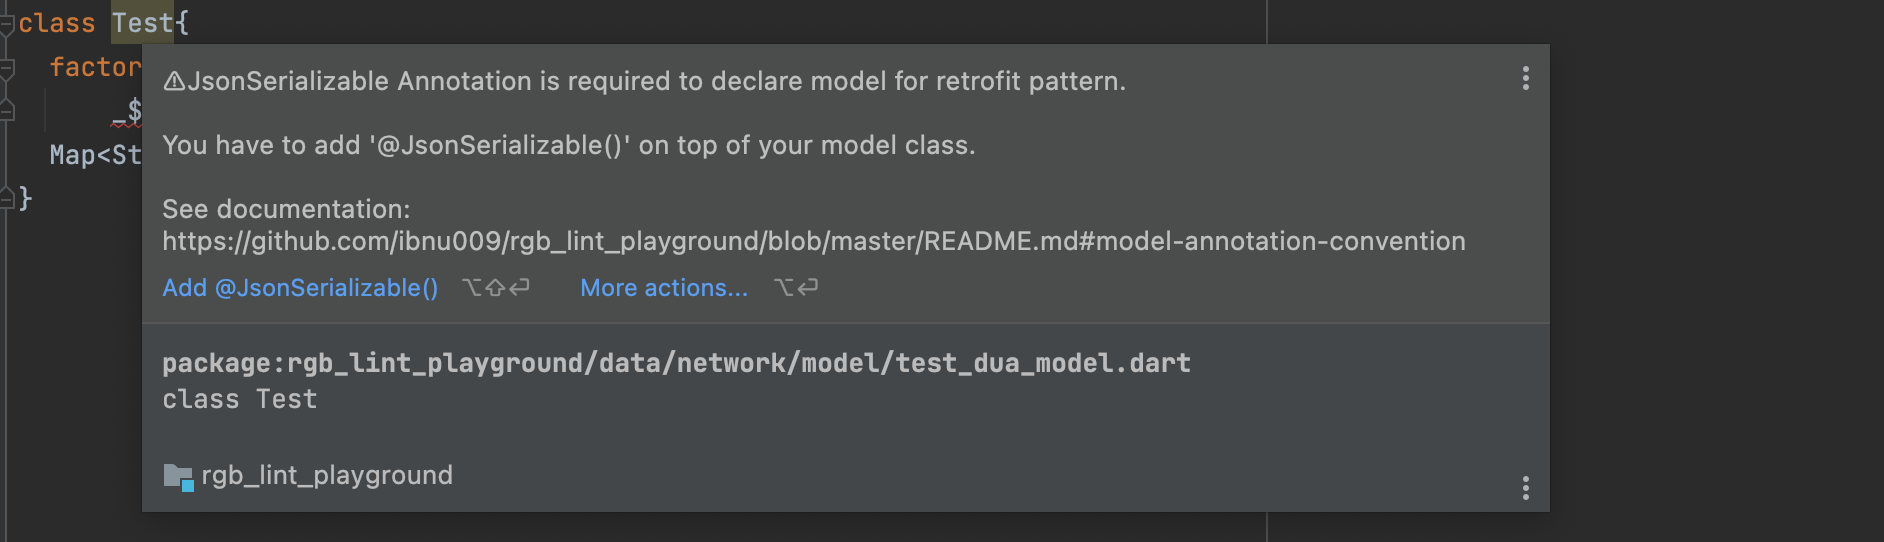 class Test{
factor
_$
Map<St
}
⚠JsonSerializable Annotation is required to declare model for retrofit pattern.
You have to add '@JsonSerializable()' on top of your model class.
See documentation:
https://github.com/ibnu009/rgb_lint_playground/blob/master/README.md#model-annotation-convention
Add @JsonSerializable() ⌥⇧⏎ More actions... ⌥⏎
package:rgb_lint_playground/data/network/model/test_dua_model.dart
class Test
rgb_lint_playground